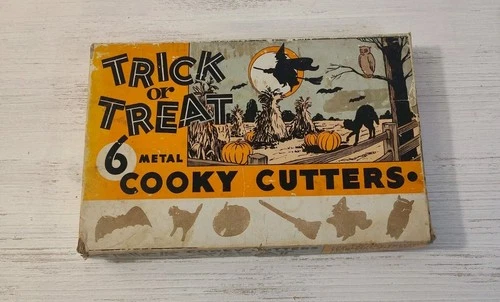 TRICK
or
TREAT
6 METAL
COOKY CUTTERS.